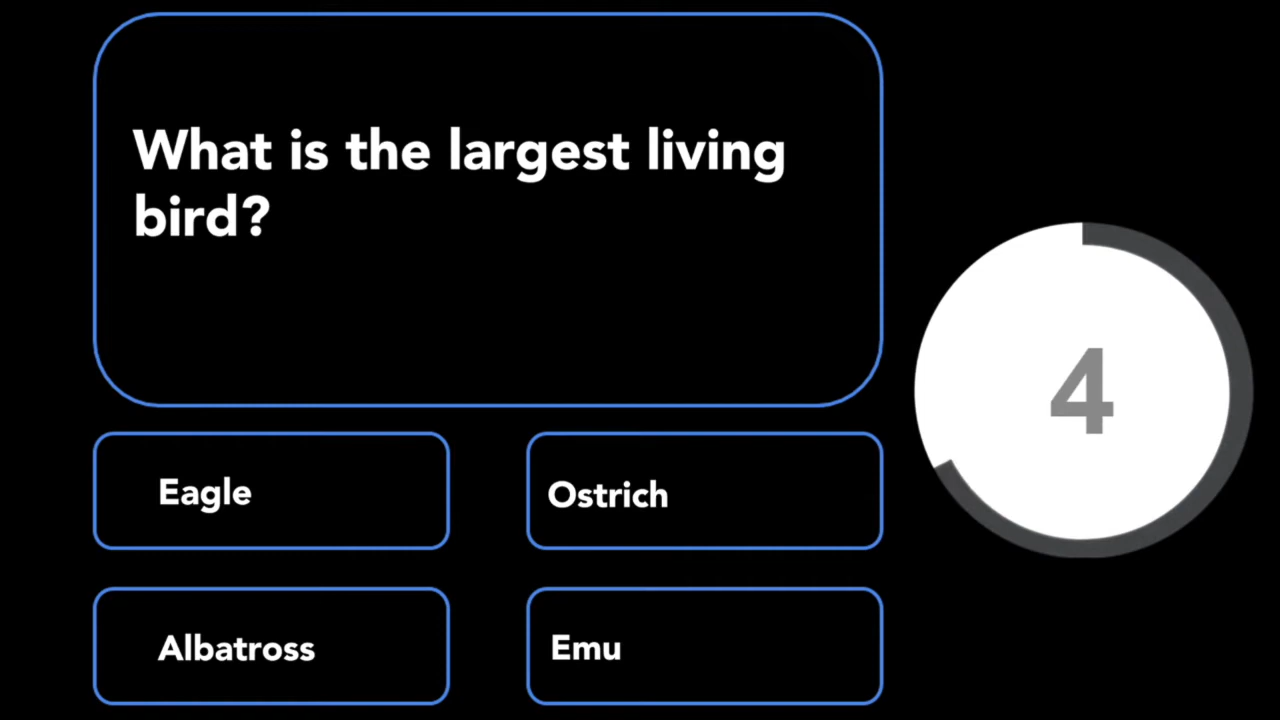 What is the largest living
bird?
Eagle
Ostrich
Albatross
Emu
4